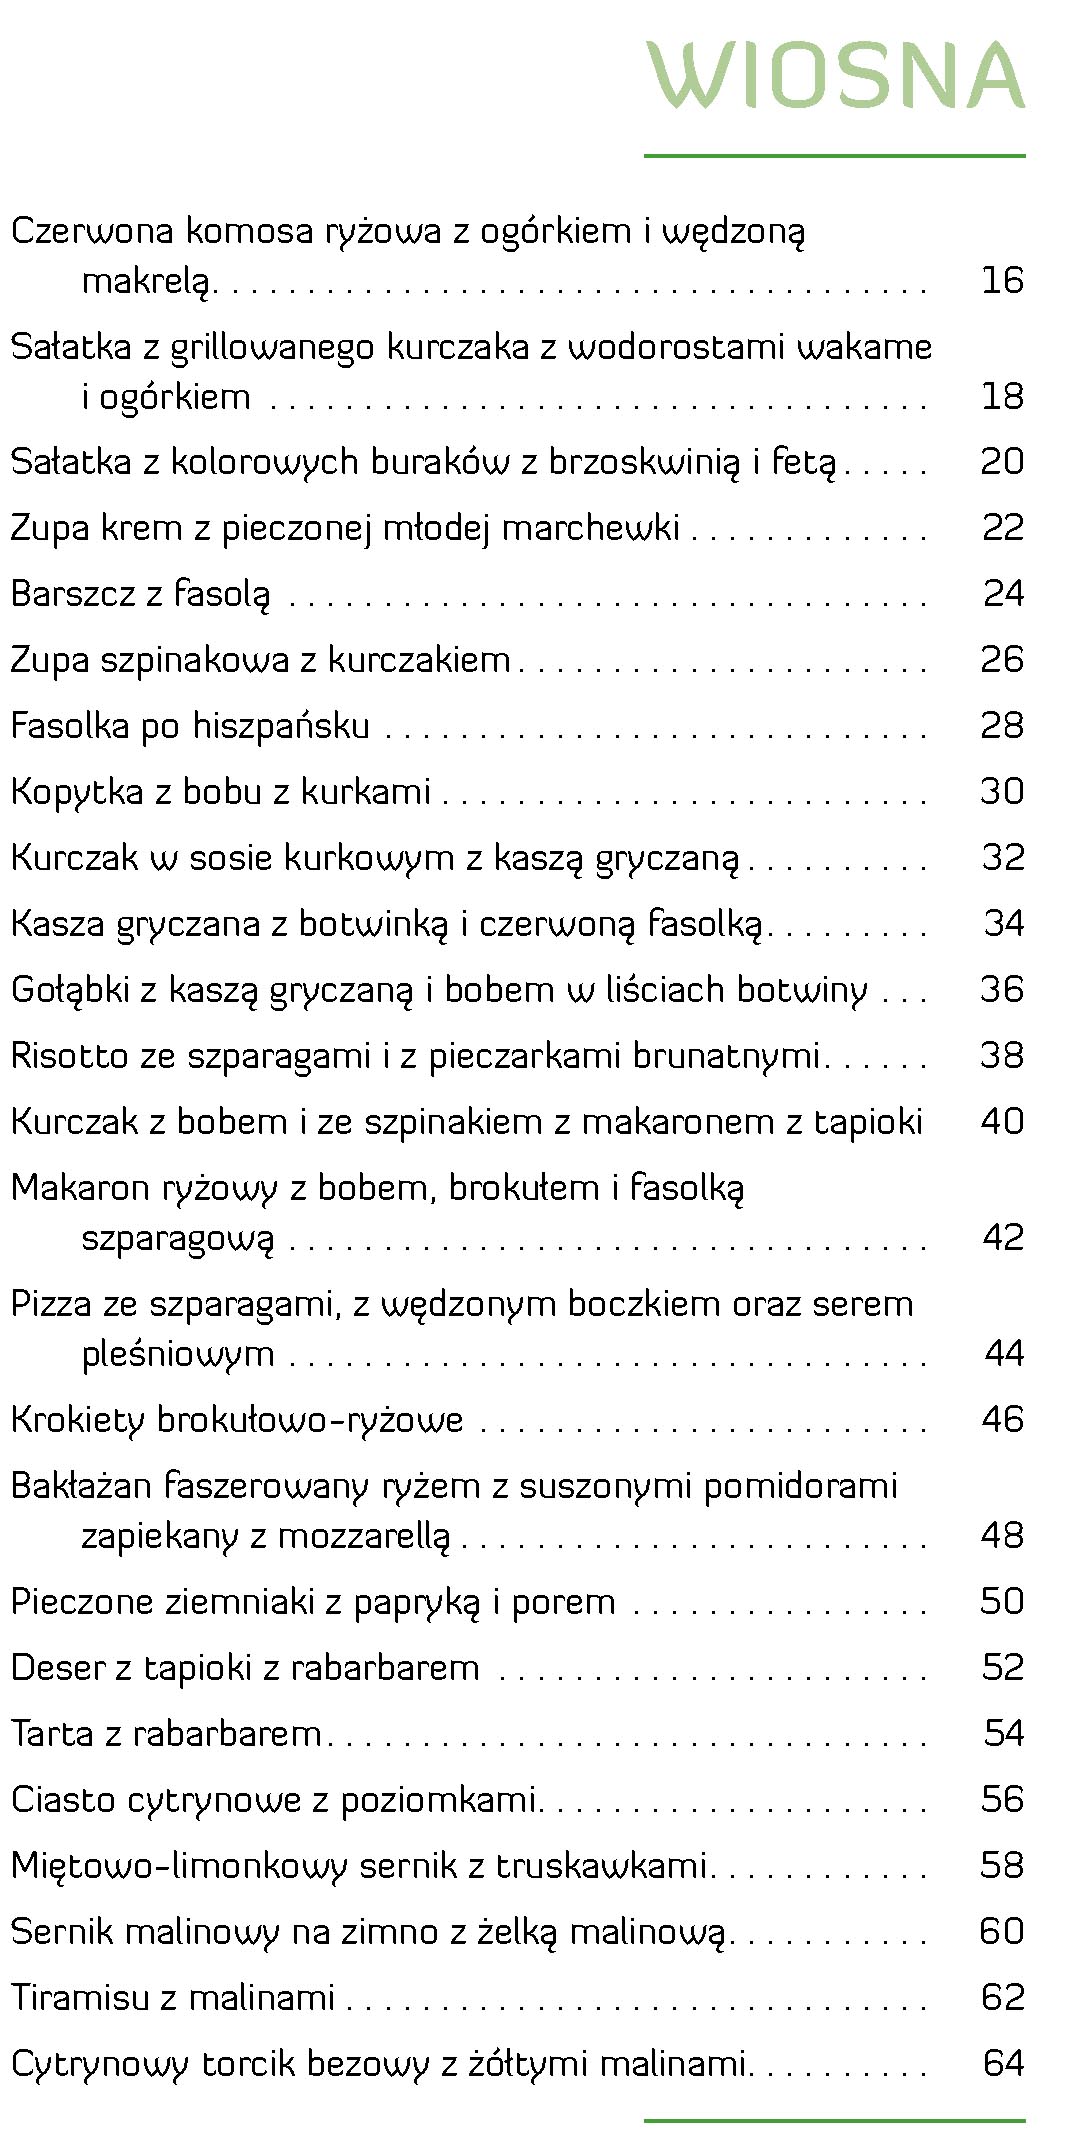 WIOSNA
Czerwona komosa ryżowa z ogórkiem i wędzoną
makrelą. . . . . . . . . . . . . . . . . . . . . . . . . . . . . . . . . . . . . . 16
Sałatka z grillowanego kurczaka z wodorostami wakame
i ogórkiem . . . . . . . . . . . . . . . . . . . . . . . . . . . . . . . . . . . 18
Sałatka z kolorowych buraków z brzoskwinią i fetą . . . . . 20
Zupa krem z pieczonej młodej marchewki . . . . . . . . . . . . . 22
Barszcz z fasolą . . . . . . . . . . . . . . . . . . . . . . . . . . . . . . . . . . 24
Zupa szpinakowa z kurczakiem . . . . . . . . . . . . . . . . . . . . . . 26
Fasolka po hiszpańsku . . . . . . . . . . . . . . . . . . . . . . . . . . . . . 28
Kopytka z bobu z kurkami . . . . . . . . . . . . . . . . . . . . . . . . . . 30
Kurczak w sosie kurkowym z kaszą gryczaną . . . . . . . . . . 32
Kasza gryczana z botwinką i czerwoną fasolką. . . . . . . . . 34
Gołąbki z kaszą gryczaną i bobem w liściach botwiny . . . 36
Risotto ze szparagami i z pieczarkami brunatnymi. . . . . . 38
Kurczak z bobem i ze szpinakiem z makaronem z tapioki 40
Makaron ryżowy z bobem, brokułem i fasolką
szparagową . . . . . . . . . . . . . . . . . . . . . . . . . . . . . . . . . . 42
Pizza ze szparagami, z wędzonym boczkiem oraz serem
pleśniowym . . . . . . . . . . . . . . . . . . . . . . . . . . . . . . . . . . 44
Krokiety brokułowo-ryżowe . . . . . . . . . . . . . . . . . . . . . . . . 46
Bakłażan faszerowany ryżem z suszonymi pomidorami
zapiekany z mozzarellą . . . . . . . . . . . . . . . . . . . . . . . . . 48
Pieczone ziemniaki z papryką i porem . . . . . . . . . . . . . . . . 50
Deser z tapioki z rabarbarem . . . . . . . . . . . . . . . . . . . . . . . 52
Tarta z rabarbarem. . . . . . . . . . . . . . . . . . . . . . . . . . . . . . . . 54
Ciasto cytrynowe z poziomkami. . . . . . . . . . . . . . . . . . . . . 56
Miętowo-limonkowy sernik z truskawkami. . . . . . . . . . . . 58
Sernik malinowy na zimno z żelką malinową. . . . . . . . . . . 60
Tiramisu z malinami . . . . . . . . . . . . . . . . . . . . . . . . . . . . . . . 62
Cytrynowy torcik bezowy z żółtymi malinami. . . . . . . . . . 64